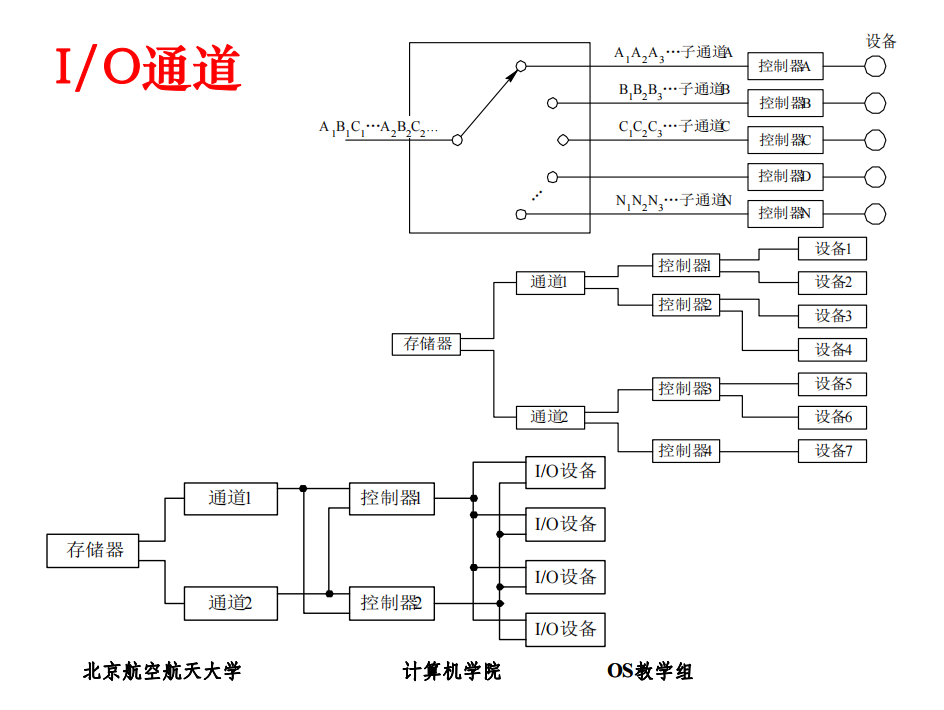 I/O通道
设备
A₁A₂A₃…子通道A
控制器A
B₁B₂B₃…子通道B
控制器B
A₁B₁C₁…A₂B₂C₂…
C₁C₂C₃…子通道C
控制器C
控制器D
…
N₁N₂N₃…子通道N
控制器N
存储器
通道1
通道2
控制器1
控制器2
控制器3
控制器4
设备1
设备2
设备3
设备4
设备5
设备6
设备7
存储器
通道1
通道2
控制器1
控制器2
I/O设备
I/O设备
I/O设备
I/O设备
北京航空航天大学 计算机学院 OS教学组